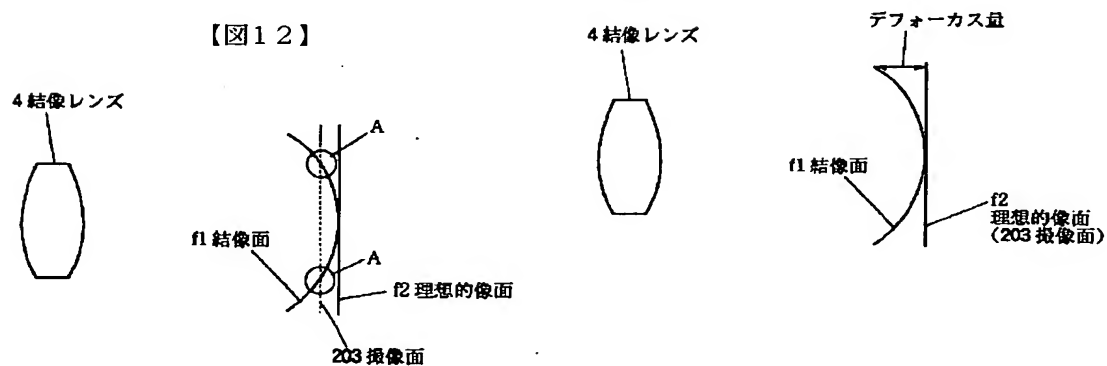 【図１２】
4 結像レンズ
A
f1 結像面
A
f2 理想的像面
203 撮像面
デフォーカス量
4 結像レンズ
f1 結像面
f2
理想的像面
（203 撮像面）